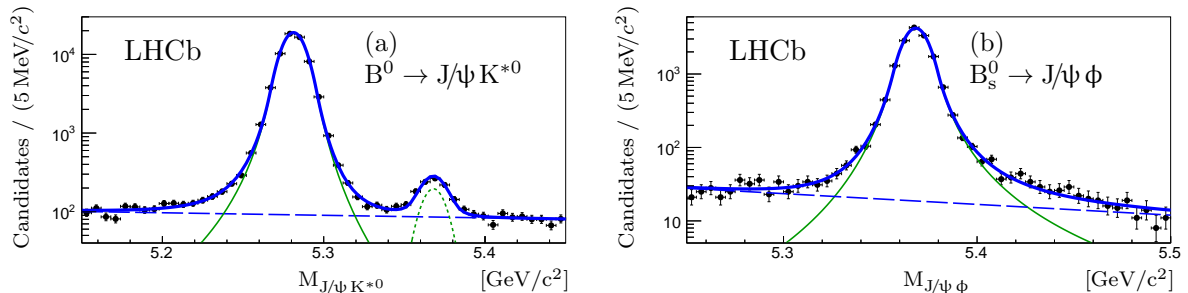 Candidates / (5 MeV/c²)
10⁴
10³
10²
LHCb
(a)
B⁰ → J/ψ K*⁰
5.2
5.3
5.4
M_J/ψ K*⁰
[GeV/c²]
Candidates / (5 MeV/c²)
10³
10²
10
LHCb
(b)
B⁰ₛ → J/ψ ϕ
5.3
5.4
5.5
M_J/ψ ϕ
[GeV/c²]